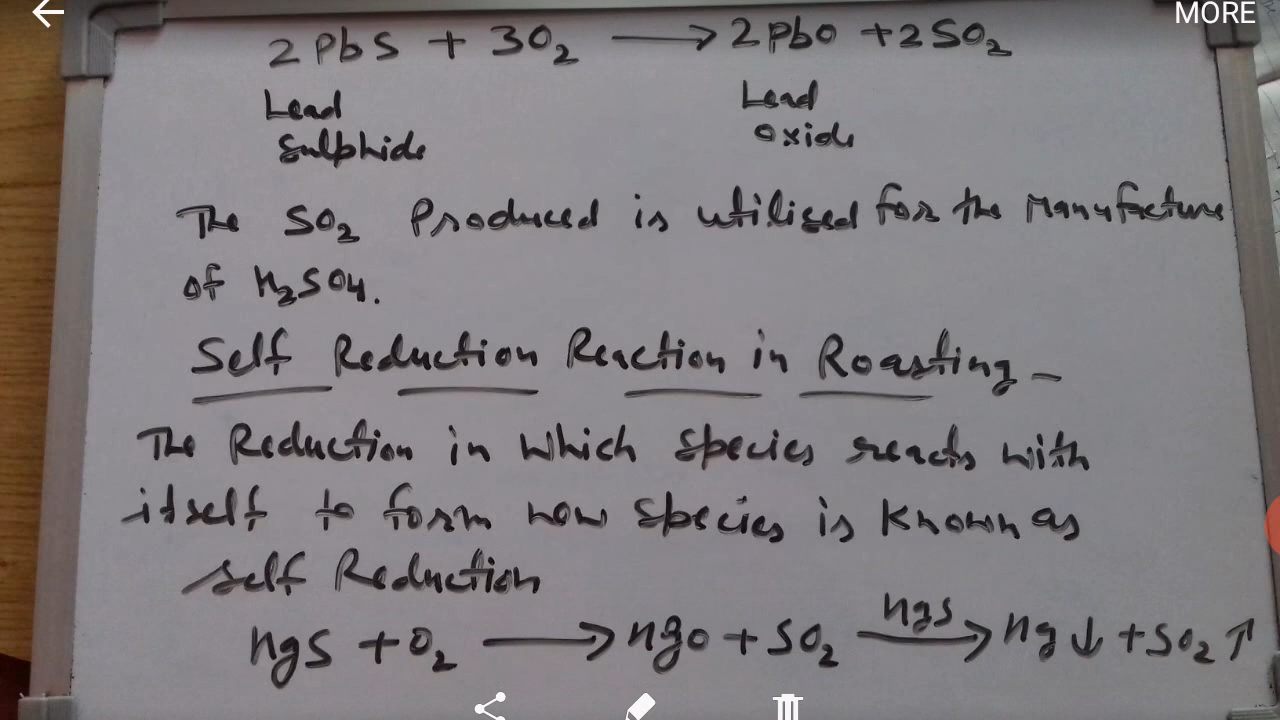 MORE
2PbS + 3O₂ ⟶ 2PbO + 2SO₂
Lead Lead
Sulphide oxide
The SO₂ Produced is utilised for the Manufacture
of H₂SO₄.
Self Reduction Reaction in Roasting –
The Reduction in which species reacts with
itself to form new species is known as
self Reduction
HgS + O₂ ⟶ HgO + SO₂ —HgS→ Hg↓ + SO₂↑